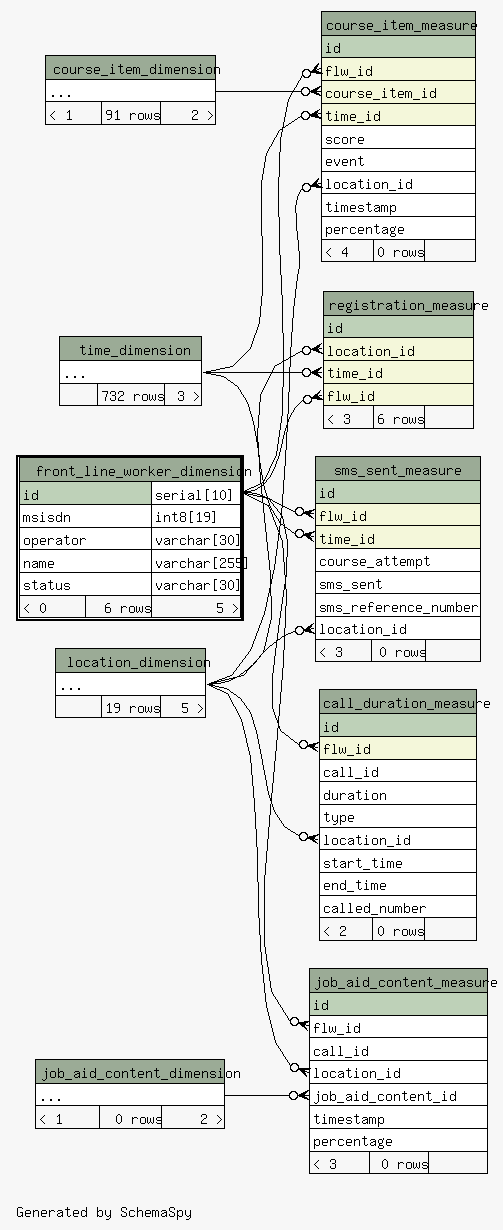 course_item_measure
id
flw_id
course_item_id
time_id
score
event
location_id
timestamp
percentage
< 4 0 rows
course_item_dimension
...
< 1 91 rows 2 >
registration_measure
id
location_id
time_id
flw_id
< 3 6 rows
time_dimension
...
732 rows 3 >
front_line_worker_dimension
id serial[10]
msisdn int8[19]
operator varchar[30]
name varchar[255]
status varchar[30]
< 0 6 rows 5 >
sms_sent_measure
id
flw_id
time_id
course_attempt
sms_sent
sms_reference_number
location_id
< 3 0 rows
location_dimension
...
19 rows 5 >
call_duration_measure
id
flw_id
call_id
duration
type
location_id
start_time
end_time
called_number
< 2 0 rows
job_aid_content_measure
id
flw_id
call_id
location_id
job_aid_content_id
timestamp
percentage
< 3 0 rows
job_aid_content_dimension
...
< 1 0 rows 2 >
Generated by SchemaSpy